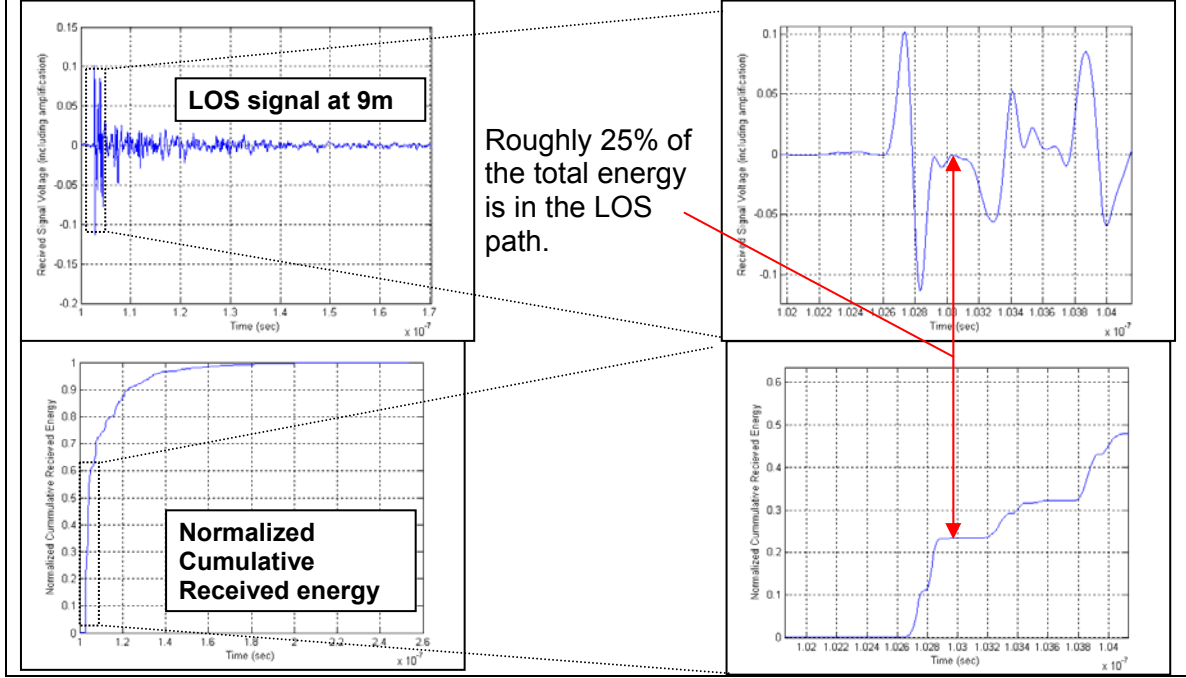 0.15
0.1
0.05
0
-0.05
-0.1
-0.15
-0.2
Recired Signal Voltage (including amplification)
LOS signal at 9m
1 1.1 1.2 1.3 1.4 1.5 1.6 1.7
Time (sec)
x 10-7
Roughly 25% of
the total energy
is in the LOS
path.
0.1
0.05
0
-0.05
-0.1
Recired Signal Voltage (including amplification)
1.02 1.022 1.024 1.026 1.028 1.03 1.032 1.034 1.036 1.038 1.04
Time (sec)
x 10-7
1
0.9
0.8
0.7
0.6
0.5
0.4
0.3
0.2
0.1
0
Normalized Cummulative Recieved Energy
Normalized
Cumulative
Received energy
1 1.2 1.4 1.6 1.8 2 2.2 2.4 2.6
Time (sec)
x 10-7
0.6
0.5
0.4
0.3
0.2
0.1
0
Normalized Cummulative Recieved Energy
1.02 1.022 1.024 1.026 1.028 1.03 1.032 1.034 1.036 1.038 1.04
Time (sec)
x 10-7